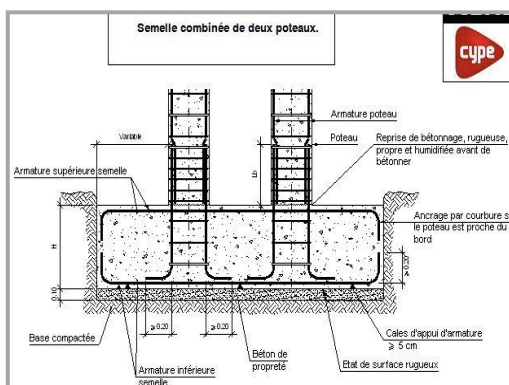 Semelle combinée de deux poteaux.
cype
Armature poteau
Variable
Poteau
Reprise de bétonnage, rugueuse,
propre et humidifiée avant de
bétonner
Lb
Armature supérieure semelle
Ancrage par courbure s
le poteau est proche du
bord
H
≥ 0.20
0.10
≥ 0.20
≥ 0.20
Base compactée
Cales d'appui d'armature
≥ 5 cm
Béton de
propreté
Etat de surface rugueux
Armature inférieure
semelle